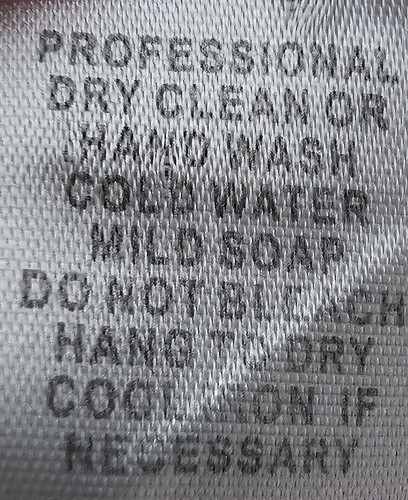 PROFESSIONAL
DRY CLEAN OR
HAND WASH
COLD WATER
MILD SOAP
DO NOT BLEACH
HANG TO DRY
COOL IRON IF
NECESSARY